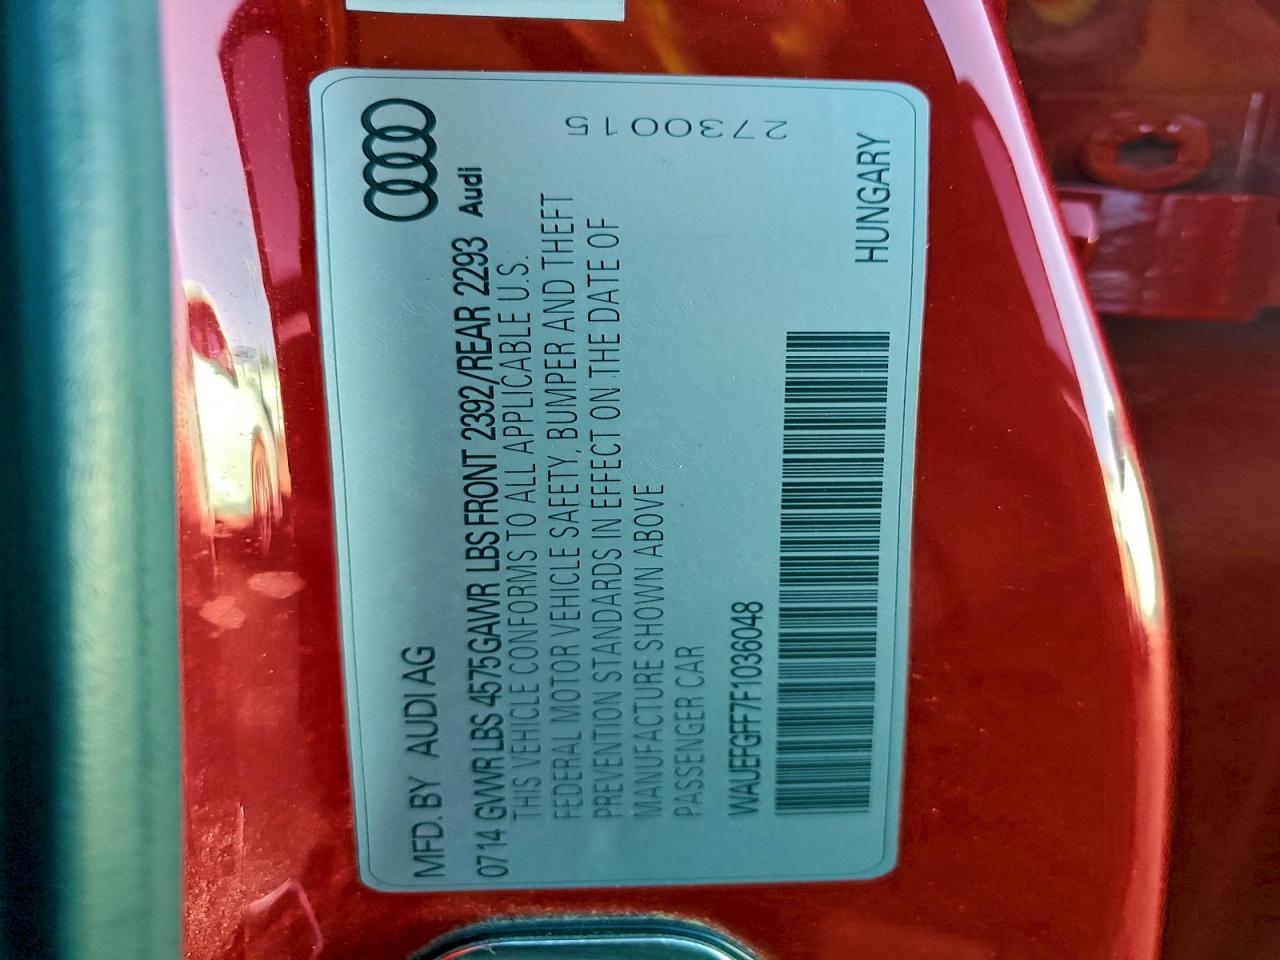 MFD. BY AUDI AG
0714 GVWR LBS 4575 GAWR LBS FRONT 2392/REAR 2293 Audi
THIS VEHICLE CONFORMS TO ALL APPLICABLE U.S.
FEDERAL MOTOR VEHICLE SAFETY, BUMPER AND THEFT
PREVENTION STANDARDS IN EFFECT ON THE DATE OF
MANUFACTURE SHOWN ABOVE
PASSENGER CAR
WAUEFGFF7F1036048
HUNGARY
2730015